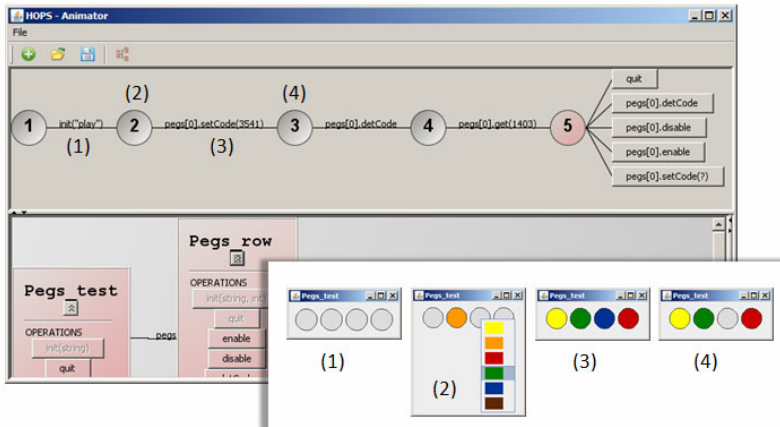 HOPS - Animator
File
(2) (4)
1 init("play") 2 pegs[0].setCode(3541) 3 pegs[0].detCode 4 pegs[0].get(1403) 5
(1) (3)
quit
pegs[0].detCode
pegs[0].disable
pegs[0].enable
pegs[0].setCode(?)
Pegs_test
OPERATIONS
init(string)
quit
pegs
Pegs_row
OPERATIONS
init(string, int)
quit
enable
disable
Pegs_test Pegs_test Pegs_test Pegs_test
(1) (2) (3) (4)